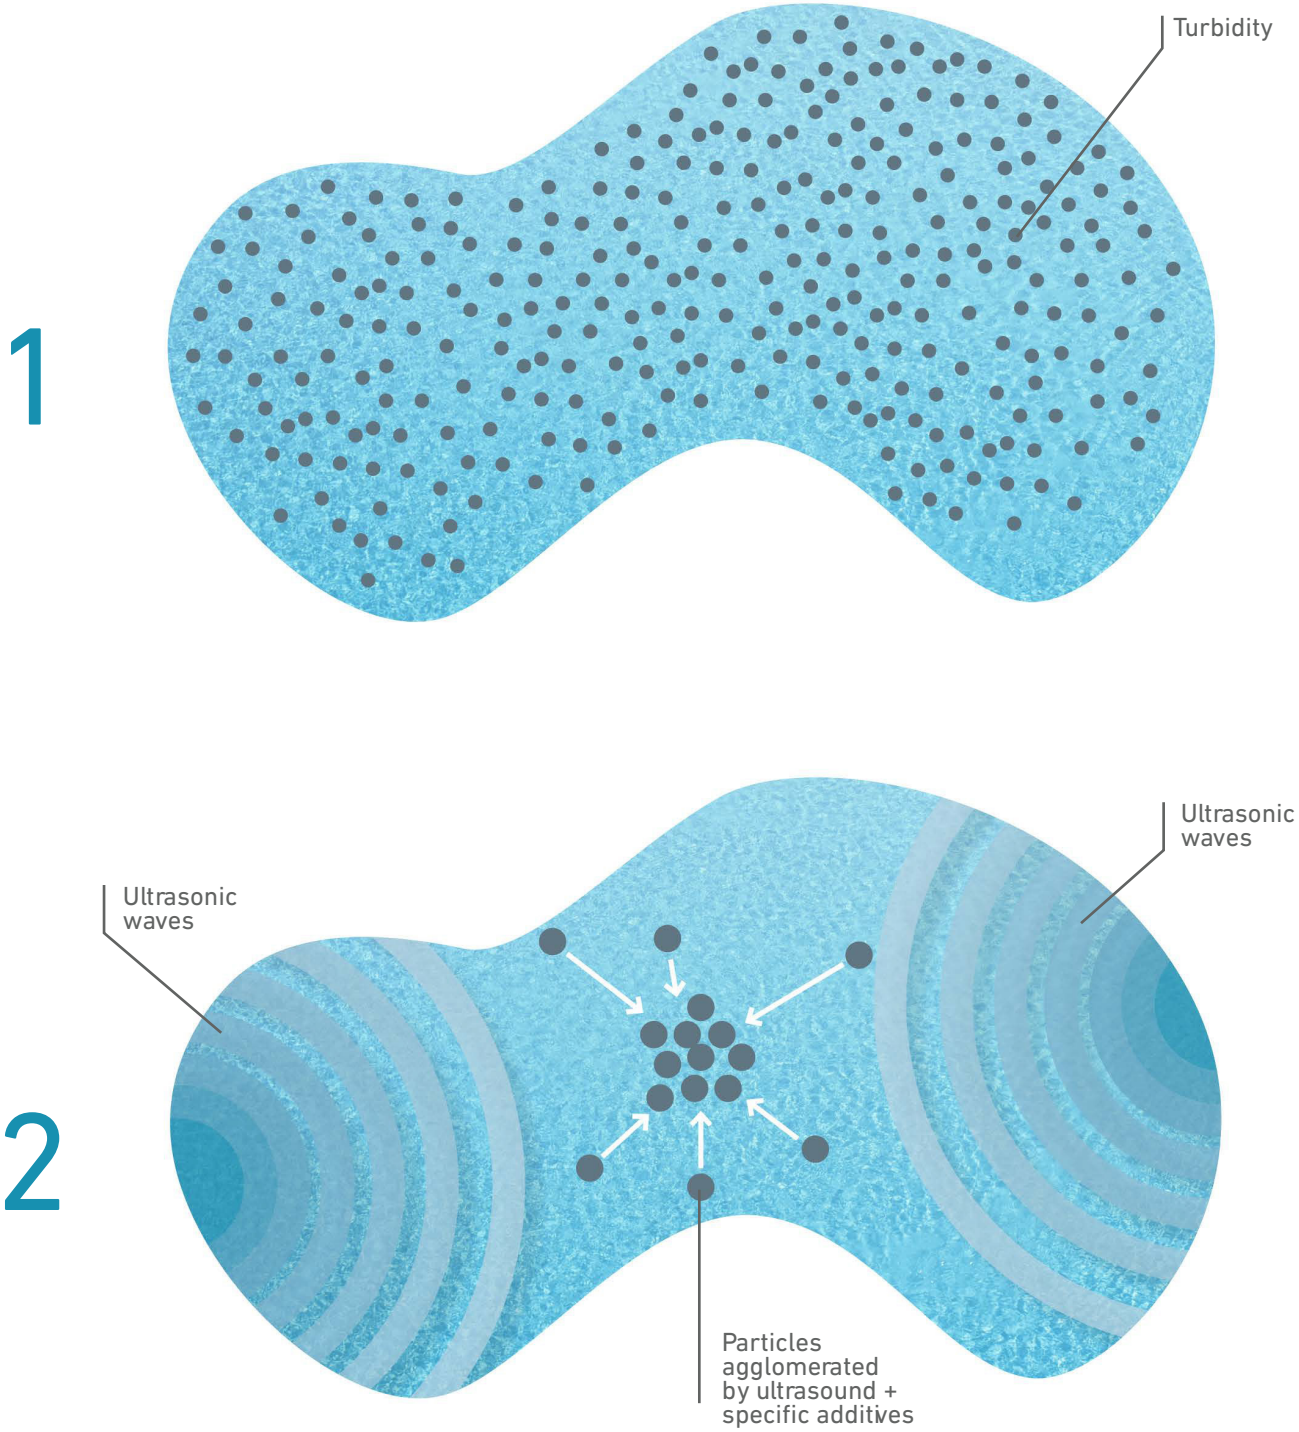 1
Turbidity
2
Ultrasonic
waves
Ultrasonic
waves
Particles
agglomerated
by ultrasound +
specific additives